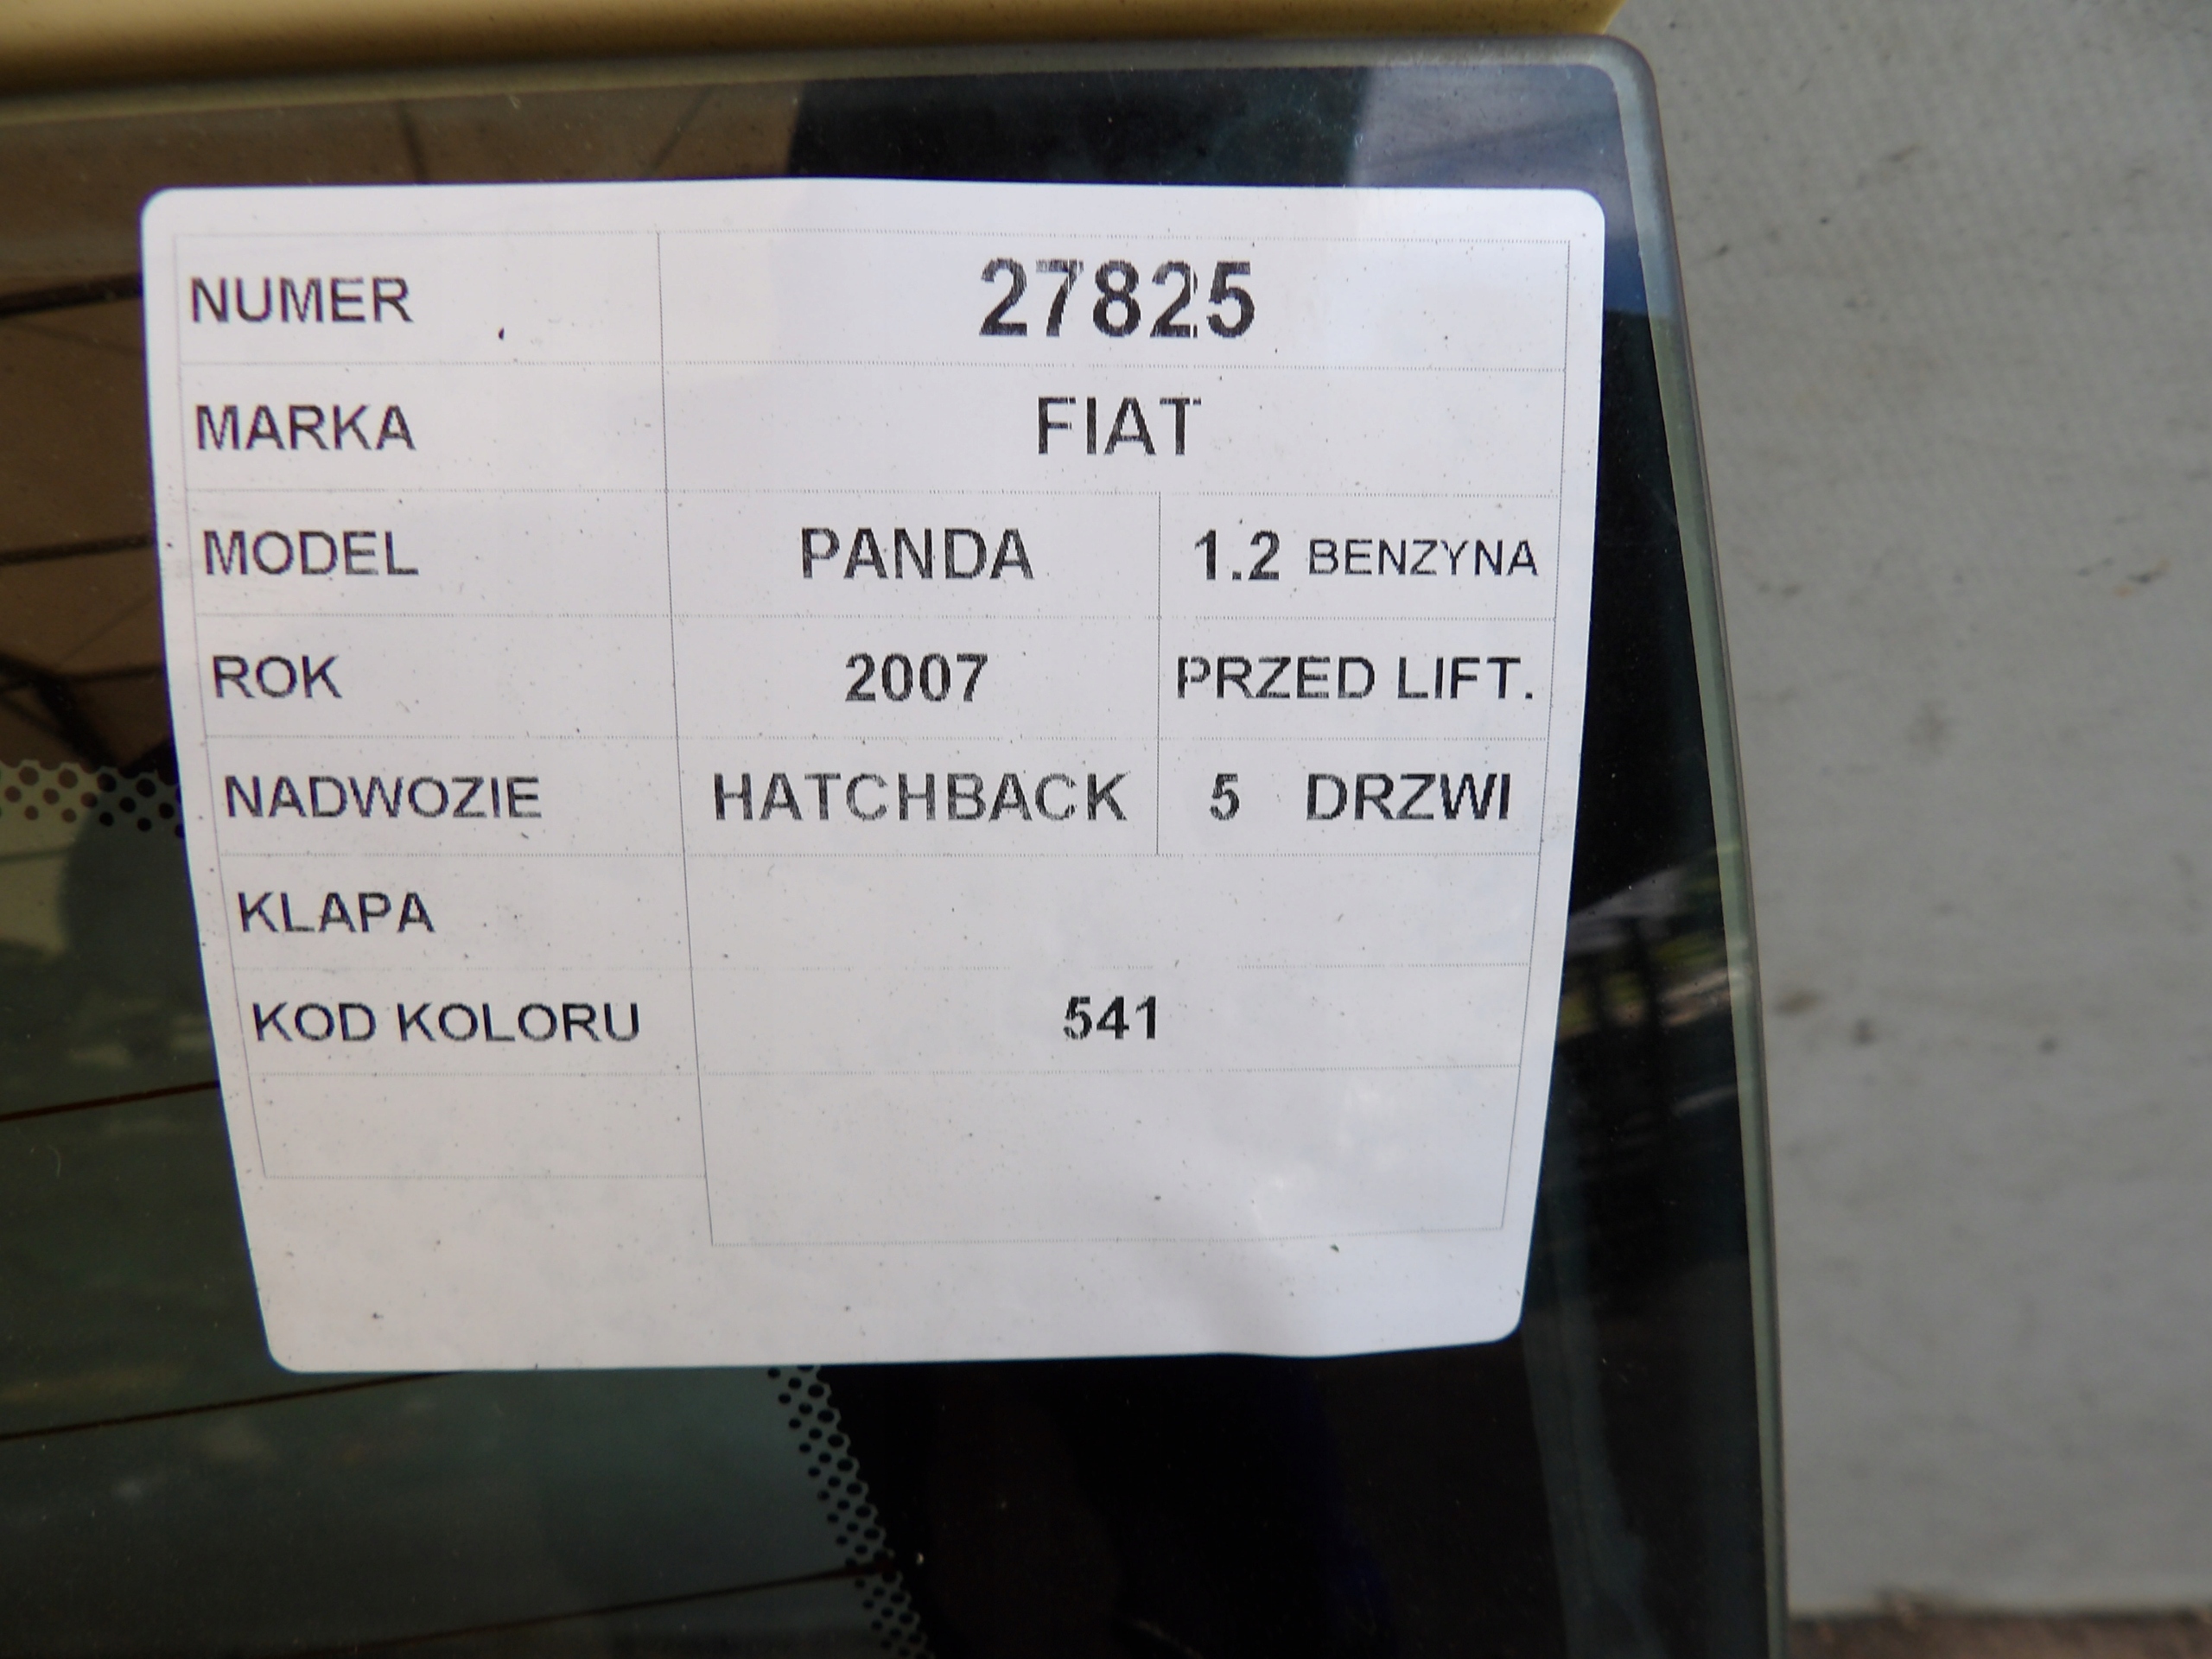 NUMER 27825
MARKA FIAT
MODEL PANDA 1.2 BENZYNA
ROK 2007 PRZED LIFT.
NADWOZIE HATCHBACK 5 DRZWI
KLAPA
KOD KOLORU 541